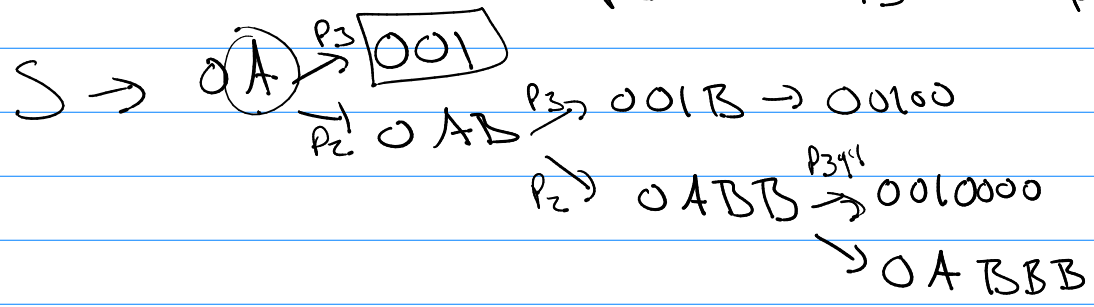 P3 001
S → 0A
P2 0AB P3 001B → 00100
P2 0ABB P3,4 0010000
0ABBB